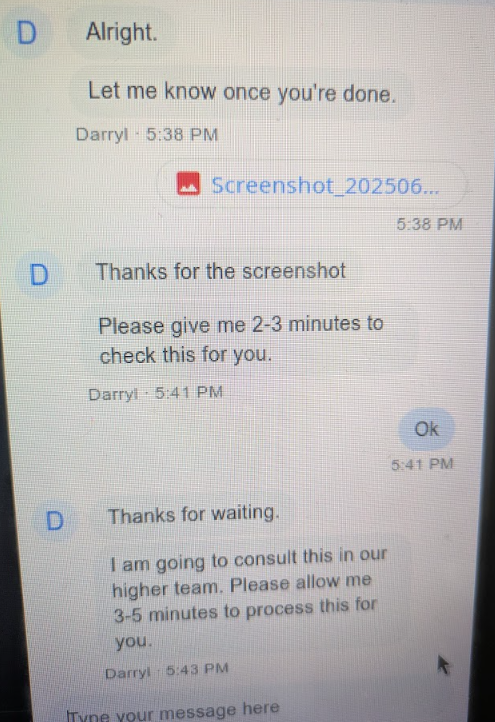 D
Alright.
Let me know once you're done.
Darryl · 5:38 PM
Screenshot_202506...
5:38 PM
D
Thanks for the screenshot
Please give me 2-3 minutes to
check this for you.
Darryl · 5:41 PM
Ok
5:41 PM
D
Thanks for waiting.
I am going to consult this in our
higher team. Please allow me
3-5 minutes to process this for
you.
Darryl · 5:43 PM
Type your message here